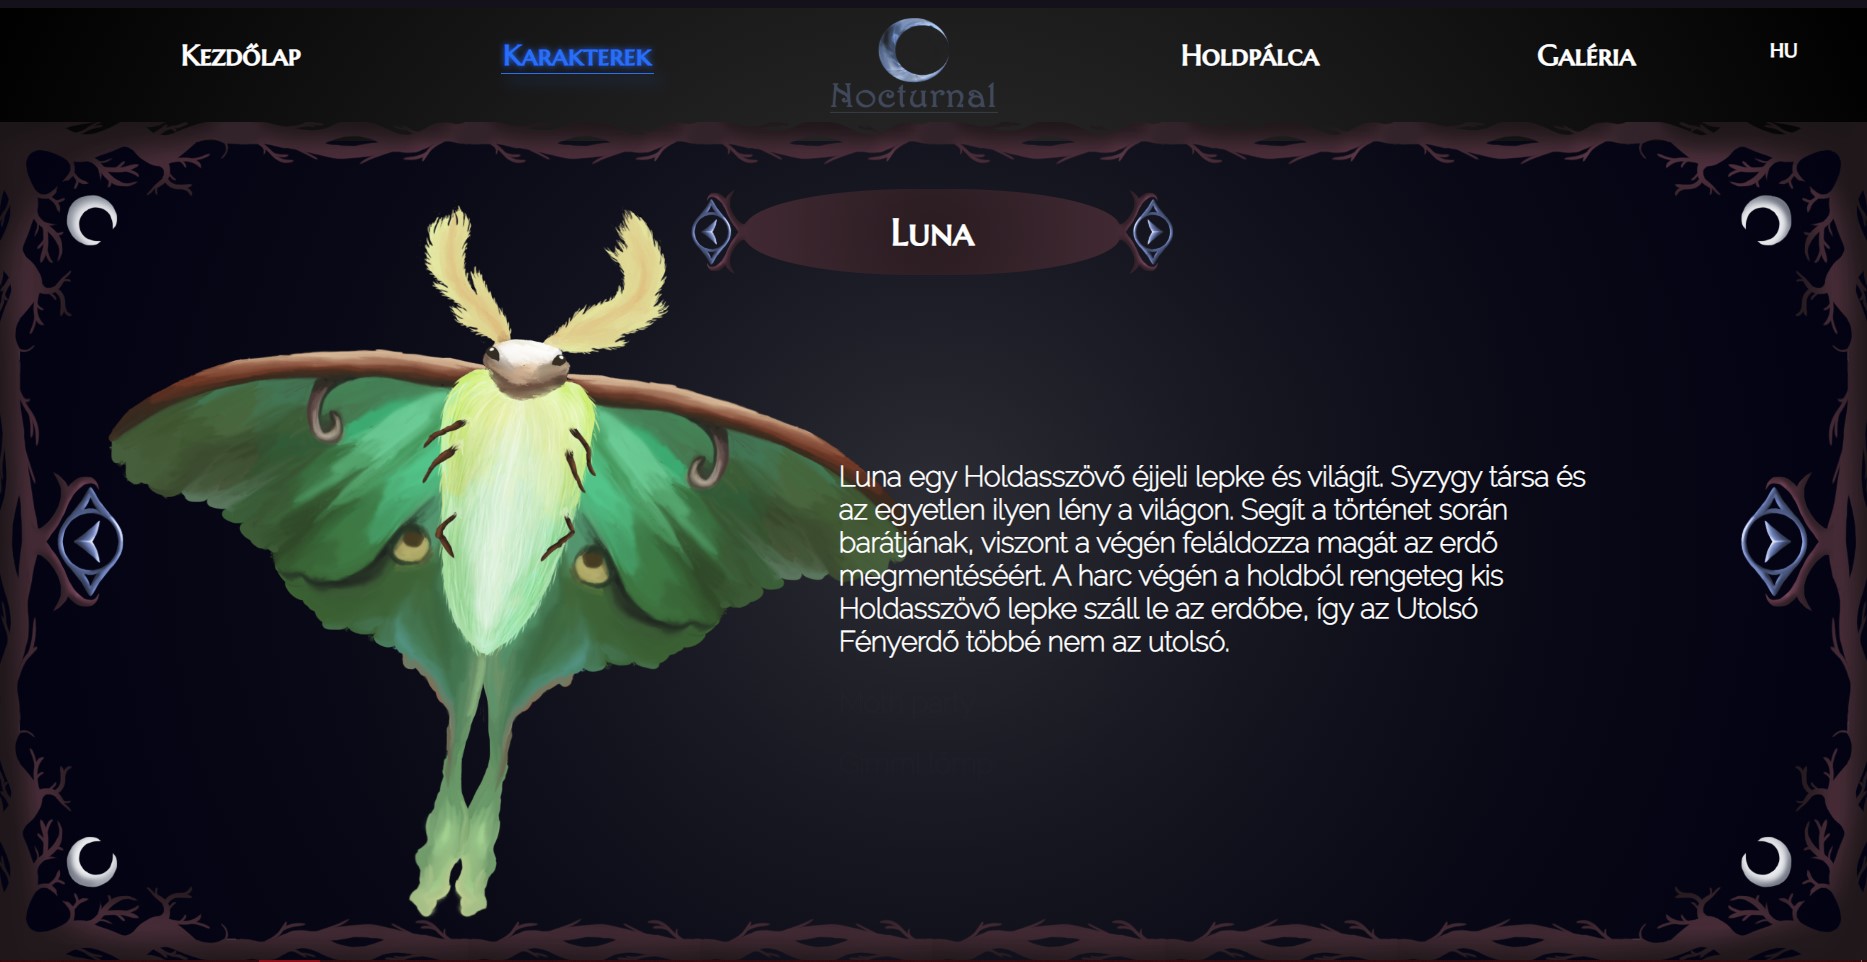 Kezdőlap
Karakterek
Nocturnal
Holdpálca
Galéria
HU
Luna
Luna egy Holdasszövő éjjeli lepke és világít. Syzygy társa és
az egyetlen ilyen lény a világon. Segít a történet során
barátjának, viszont a végén feláldozza magát az erdő
megmentéséért. A harc végén a holdból rengeteg kis
Holdasszövő lepke száll le az erdőbe, így az Utolsó
Fényerdő többé nem az utolsó.